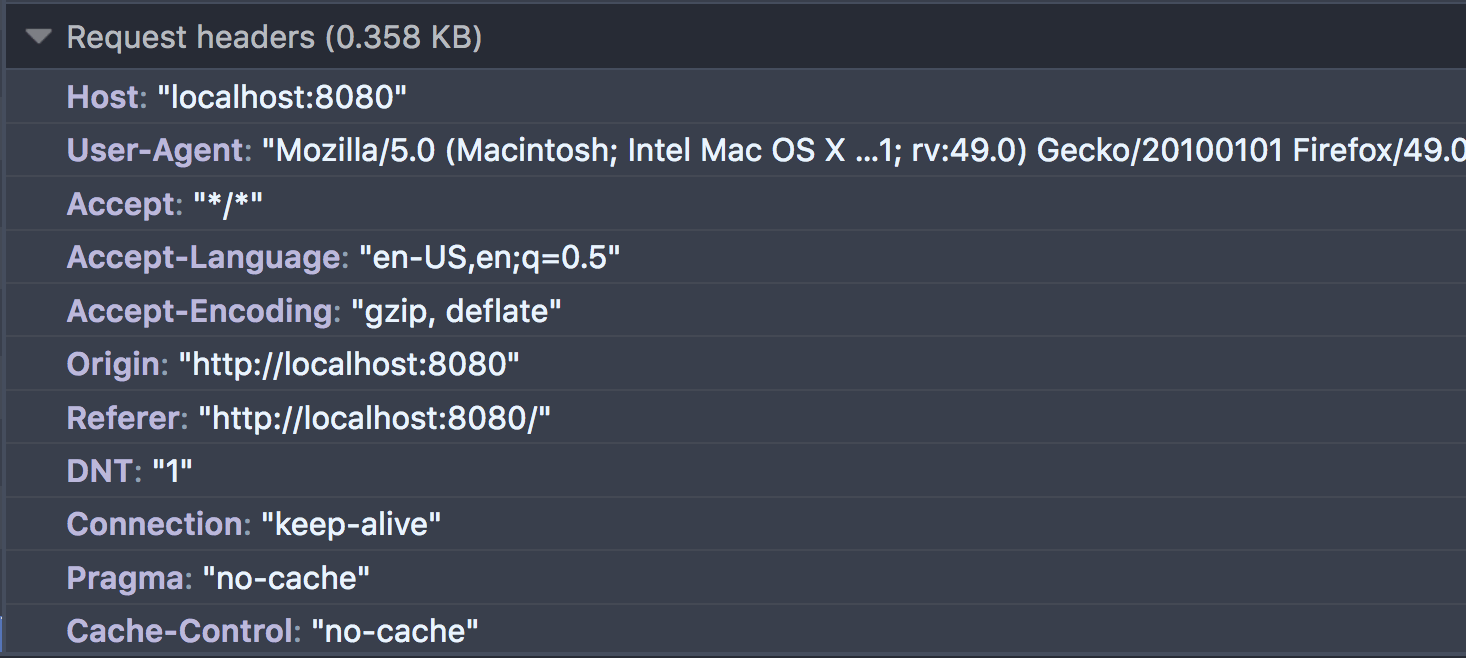 Request headers (0.358 KB)
Host: "localhost:8080"
User-Agent: "Mozilla/5.0 (Macintosh; Intel Mac OS X ...1; rv:49.0) Gecko/20100101 Firefox/49.0
Accept: "*/*"
Accept-Language: "en-US,en;q=0.5"
Accept-Encoding: "gzip, deflate"
Origin: "http://localhost:8080"
Referer: "http://localhost:8080/"
DNT: "1"
Connection: "keep-alive"
Pragma: "no-cache"
Cache-Control: "no-cache"